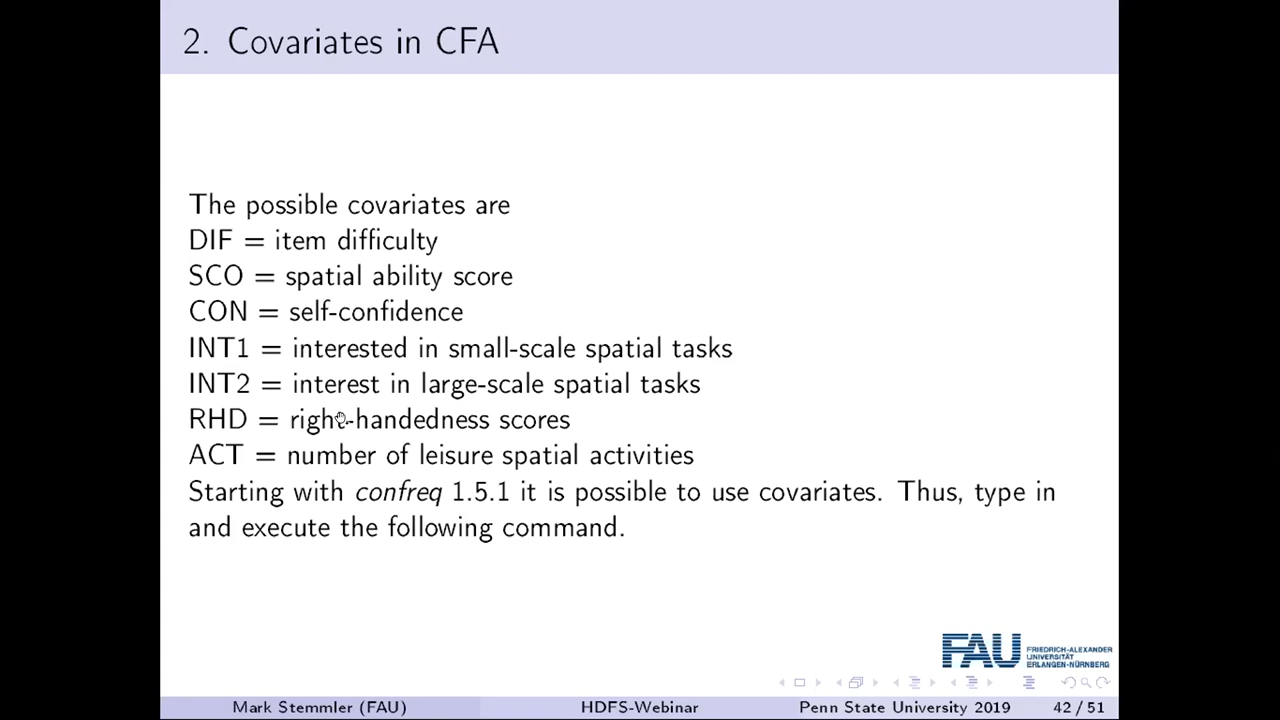 2. Covariates in CFA
The possible covariates are
DIF = item difficulty
SCO = spatial ability score
CON = self-confidence
INT1 = interested in small-scale spatial tasks
INT2 = interest in large-scale spatial tasks
RHD = right-handedness scores
ACT = number of leisure spatial activities
Starting with confreq 1.5.1 it is possible to use covariates. Thus, type in
and execute the following command.
FAU FRIEDRICH-ALEXANDER
UNIVERSITÄT
ERLANGEN-NÜRNBERG
Mark Stemmler (FAU) HDFS-Webinar Penn State University 2019 42 / 51